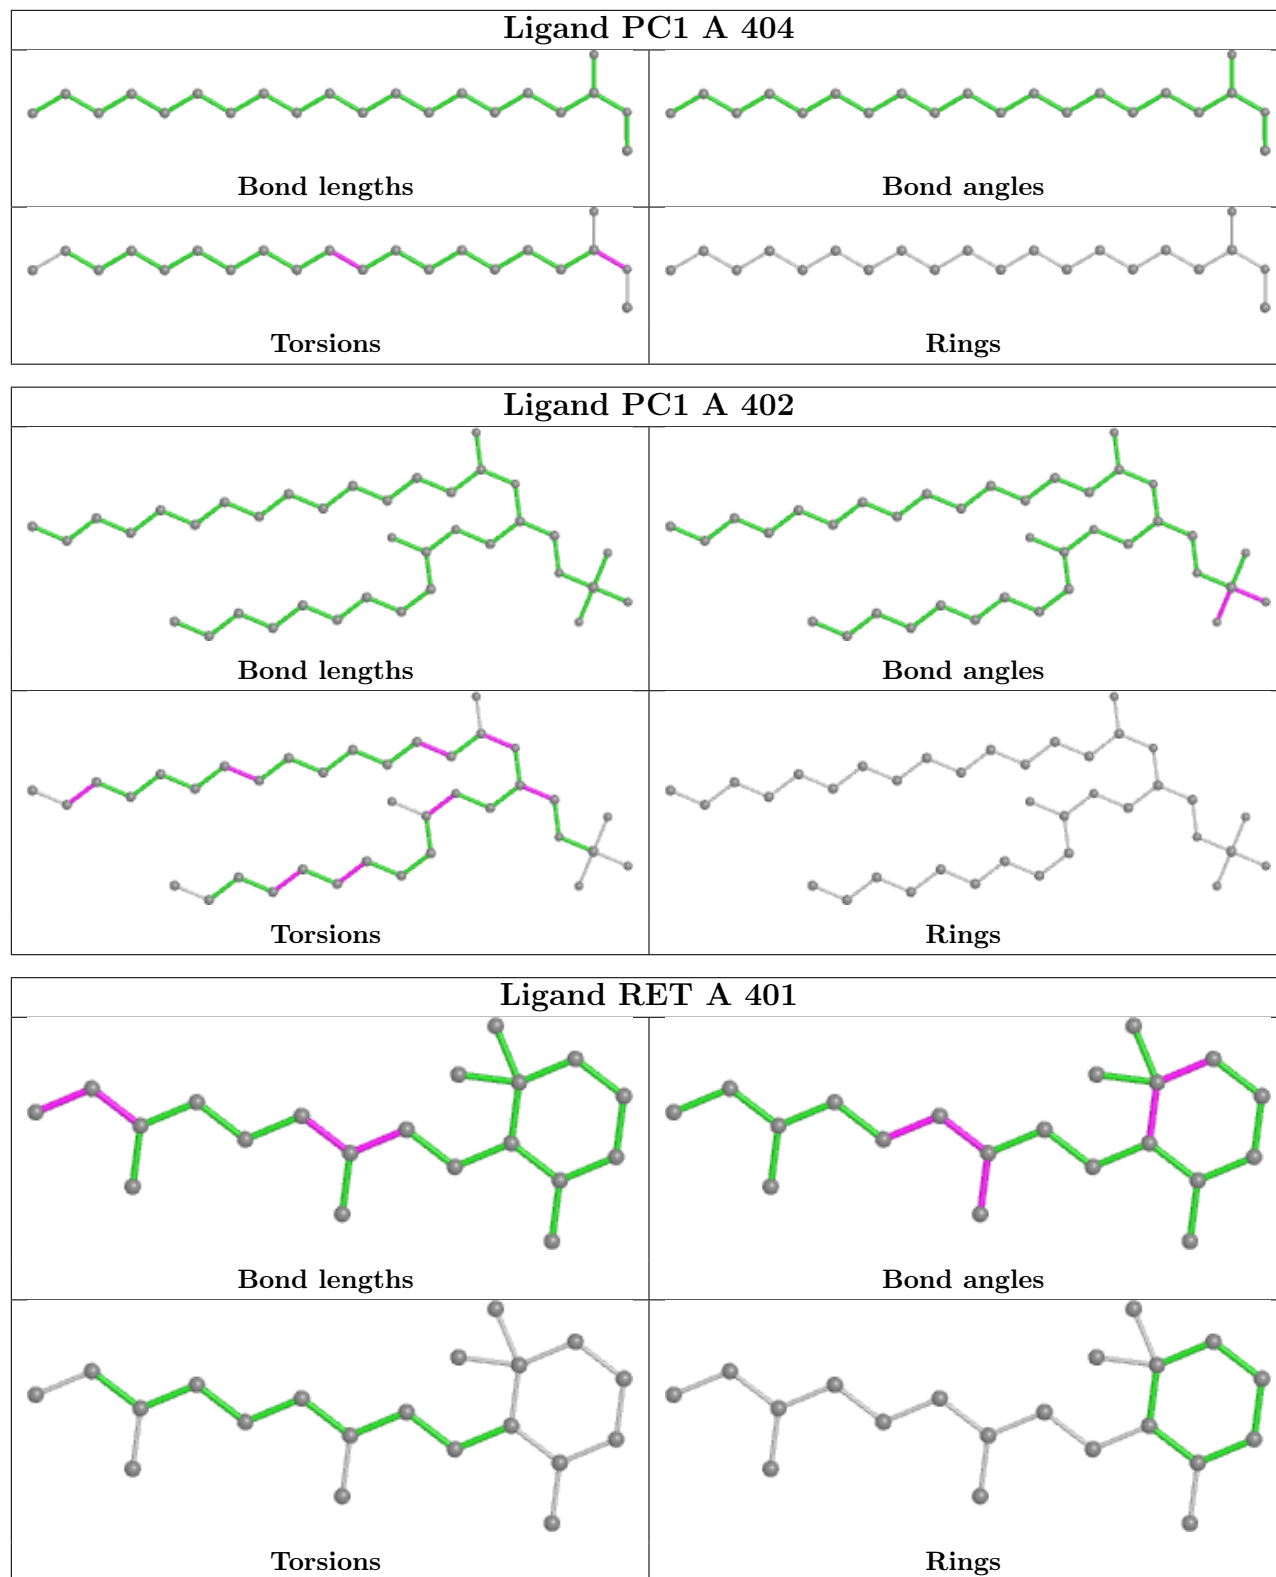 Ligand PC1 A 404
Bond lengths
Bond angles
Torsions
Rings
Ligand PC1 A 402
Bond lengths
Bond angles
Torsions
Rings
Ligand RET A 401
Bond lengths
Bond angles
Torsions
Rings